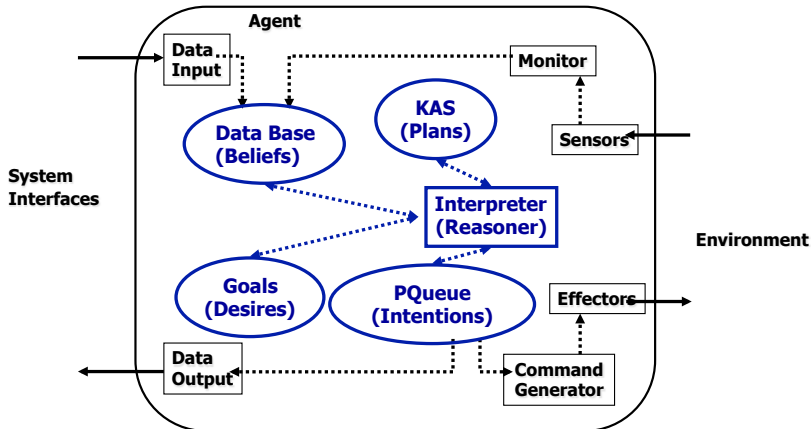 Agent
Data
Input
Monitor
KAS
(Plans)
Data Base
(Beliefs)
Sensors
System
Interfaces
Interpreter
(Reasoner)
Environment
Goals
(Desires)
PQueue
(Intentions)
Effectors
Data
Output
Command
Generator